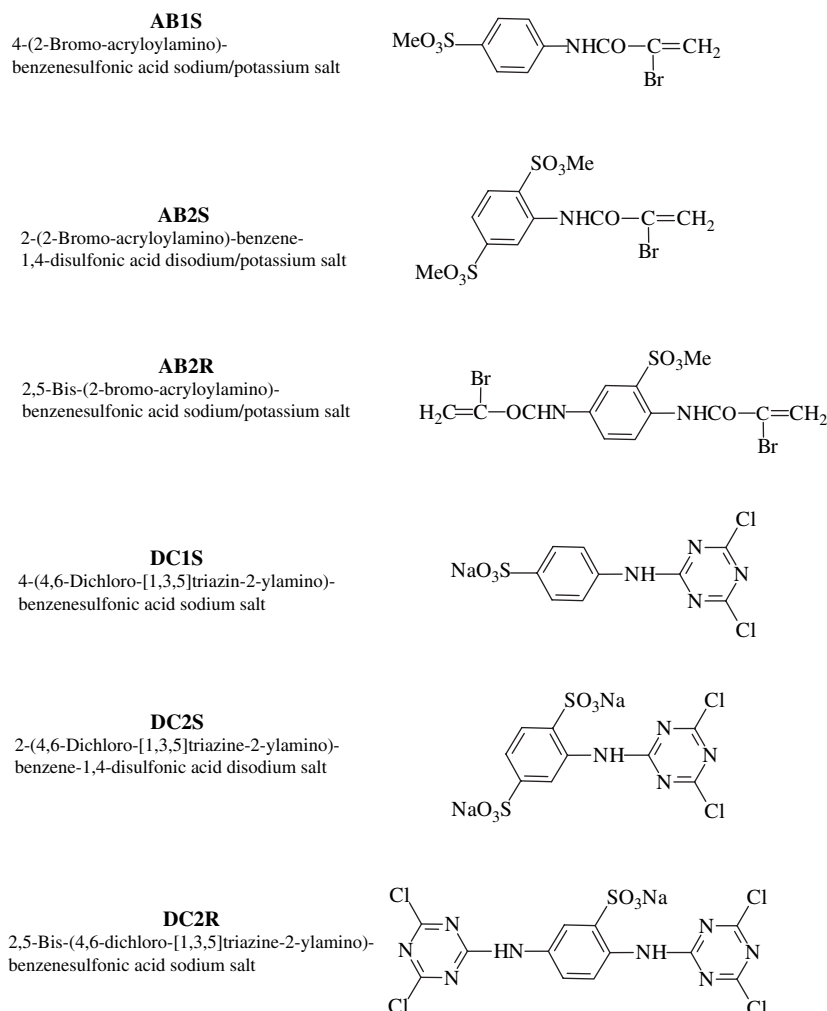 AB1S
4-(2-Bromo-acryloylamino)-
benzenesulfonic acid sodium/potassium salt
MeO3S
NHCO
C
CH2
Br
AB2S
2-(2-Bromo-acryloylamino)-benzene-
1,4-disulfonic acid disodium/potassium salt
SO3Me
NHCO
C
CH2
Br
MeO3S
AB2R
2,5-Bis-(2-bromo-acryloylamino)-
benzenesulfonic acid sodium/potassium salt
SO3Me
Br
H2C
C
OCHN
NHCO
C
CH2
Br
DC1S
4-(4,6-Dichloro-[1,3,5]triazin-2-ylamino)-
benzenesulfonic acid sodium salt
Cl
N
NaO3S
NH
N
N
Cl
DC2S
2-(4,6-Dichloro-[1,3,5]triazine-2-ylamino)-
benzene-1,4-disulfonic acid disodium salt
SO3Na
Cl
N
NH
N
N
NaO3S
Cl
DC2R
2,5-Bis-(4,6-dichloro-[1,3,5]triazine-2-ylamino)-
benzenesulfonic acid sodium salt
Cl
SO3Na
Cl
N
N
N
HN
NH
N
N
N
Cl
Cl